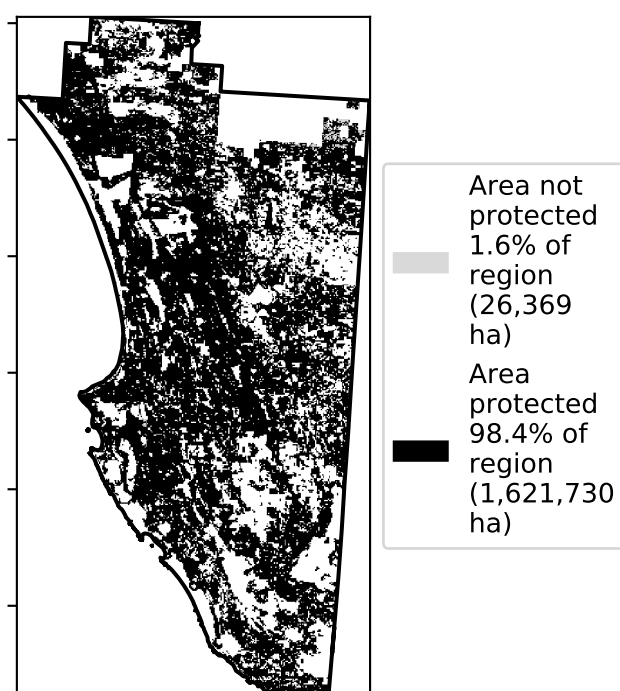 Area not
protected
1.6% of
region
(26,369
ha)
Area
protected
98.4% of
region
(1,621,730
ha)